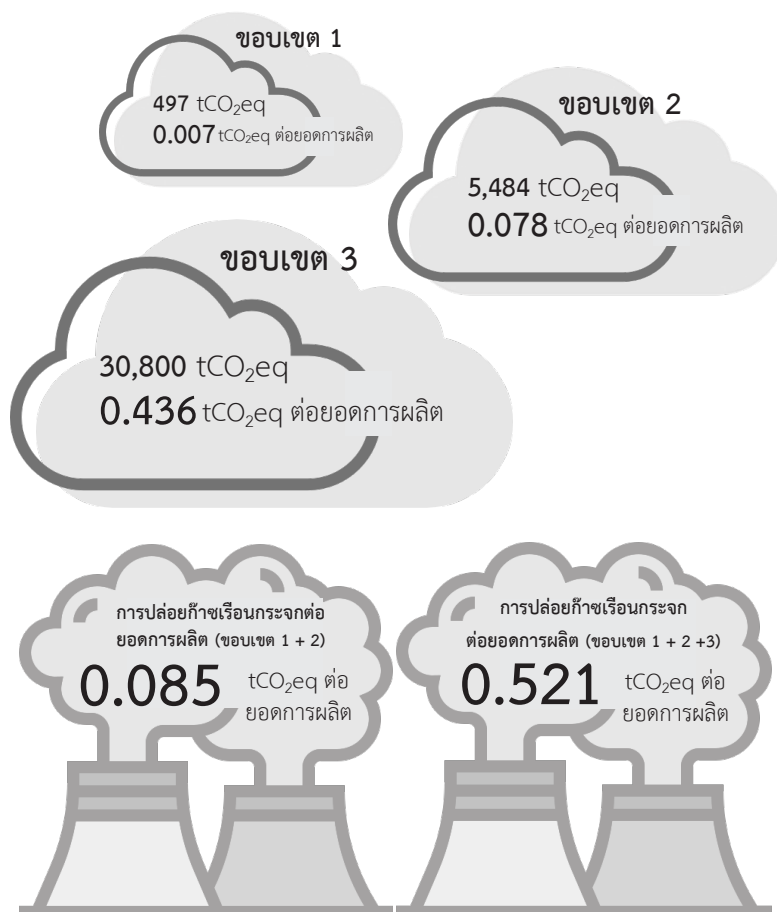 ขอบเขต 1
497 tCO₂eq
0.007 tCO₂eq ต่อยอดการผลิต
ขอบเขต 2
5,484 tCO₂eq
0.078 tCO₂eq ต่อยอดการผลิต
ขอบเขต 3
30,800 tCO₂eq
0.436 tCO₂eq ต่อยอดการผลิต
การปล่อยก๊าซเรือนกระจกต่อ
ยอดการผลิต (ขอบเขต 1 + 2)
0.085 tCO₂eq ต่อ
ยอดการผลิต
การปล่อยก๊าซเรือนกระจก
ต่อยอดการผลิต (ขอบเขต 1 + 2 +3)
0.521 tCO₂eq ต่อ
ยอดการผลิต